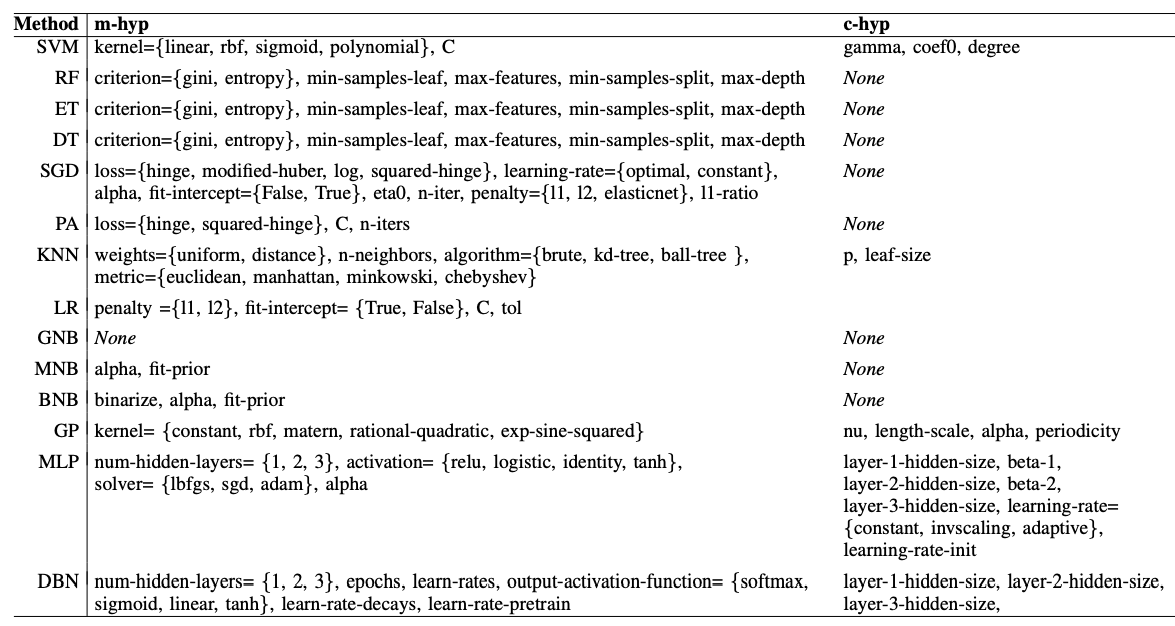 Method m-hyp c-hyp
SVM kernel={linear, rbf, sigmoid, polynomial}, C gamma, coef0, degree
RF criterion={gini, entropy}, min-samples-leaf, max-features, min-samples-split, max-depth None
ET criterion={gini, entropy}, min-samples-leaf, max-features, min-samples-split, max-depth None
DT criterion={gini, entropy}, min-samples-leaf, max-features, min-samples-split, max-depth None
SGD loss={hinge, modified-huber, log, squared-hinge}, learning-rate={optimal, constant}, None
alpha, fit-intercept={False, True}, eta0, n-iter, penalty={l1, l2, elasticnet}, l1-ratio
PA loss={hinge, squared-hinge}, C, n-iters None
KNN weights={uniform, distance}, n-neighbors, algorithm={brute, kd-tree, ball-tree }, p, leaf-size
metric={euclidean, manhattan, minkowski, chebyshev}
LR penalty ={l1, l2}, fit-intercept= {True, False}, C, tol
GNB None None
MNB alpha, fit-prior None
BNB binarize, alpha, fit-prior None
GP kernel= {constant, rbf, matern, rational-quadratic, exp-sine-squared} nu, length-scale, alpha, periodicity
MLP num-hidden-layers= {1, 2, 3}, activation= {relu, logistic, identity, tanh}, layer-1-hidden-size, beta-1,
solver= {lbfgs, sgd, adam}, alpha layer-2-hidden-size, beta-2,
layer-3-hidden-size, learning-rate=
{constant, invscaling, adaptive},
learning-rate-init
DBN num-hidden-layers= {1, 2, 3}, epochs, learn-rates, output-activation-function= {softmax, layer-1-hidden-size, layer-2-hidden-size,
sigmoid, linear, tanh}, learn-rate-decays, learn-rate-pretrain layer-3-hidden-size,